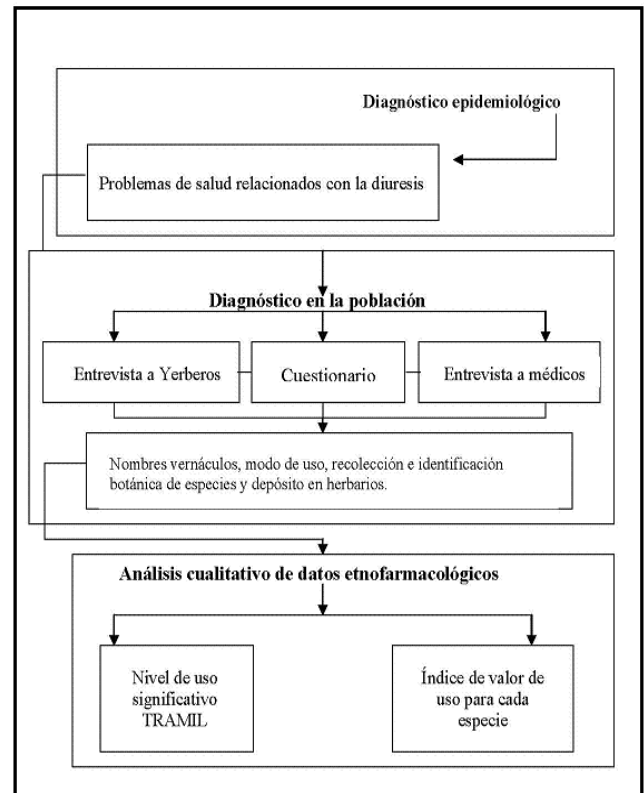 Diagnóstico epidemiológico
Problemas de salud relacionados con la diuresis
Diagnóstico en la población
Entrevista a Yerberos
Cuestionario
Entrevista a médicos
Nombres vernáculos, modo de uso, recolección e identificación
botánica de especies y depósito en herbarios.
Análisis cualitativo de datos etnofarmacológicos
Nivel de uso
significativo
TRAMIL
Índice de valor de
uso para cada
especie